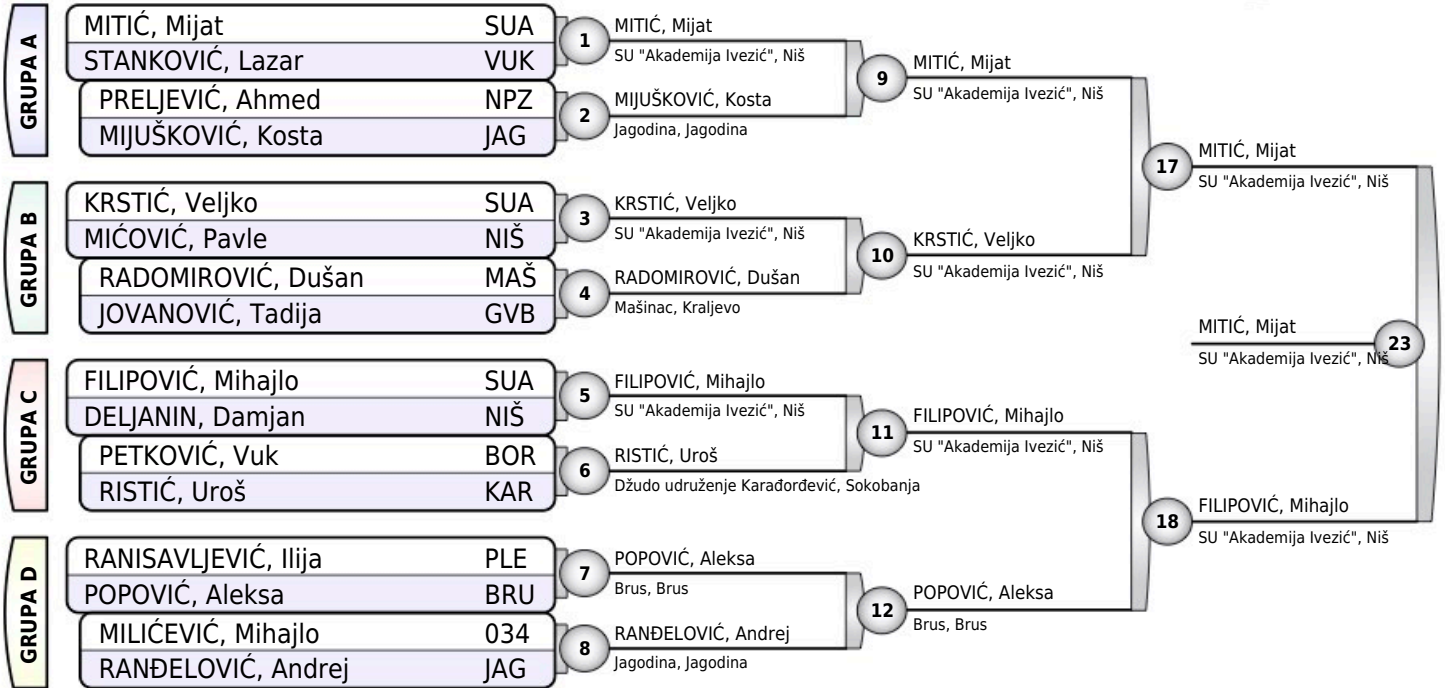 GRUPA A
MITIĆ, Mijat SUA
STANKOVIĆ, Lazar VUK
PRELJEVIĆ, Ahmed NPZ
MIJUŠKOVIĆ, Kosta JAG
GRUPA B
KRSTIĆ, Veljko SUA
MIĆOVIĆ, Pavle NIŠ
RADOMIROVIĆ, Dušan MAŠ
JOVANOVIĆ, Tadija GVB
GRUPA C
FILIPOVIĆ, Mihajlo SUA
DELJANIN, Damjan NIŠ
PETKOVIĆ, Vuk BOR
RISTIĆ, Uroš KAR
GRUPA D
RANISAVLJEVIĆ, Ilija PLE
POPOVIĆ, Aleksa BRU
MILIĆEVIĆ, Mihajlo 034
RANĐELOVIĆ, Andrej JAG
1
MITIĆ, Mijat
SU "Akademija Ivezić", Niš
2
MIJUŠKOVIĆ, Kosta
Jagodina, Jagodina
3
KRSTIĆ, Veljko
SU "Akademija Ivezić", Niš
4
RADOMIROVIĆ, Dušan
Mašinac, Kraljevo
5
FILIPOVIĆ, Mihajlo
SU "Akademija Ivezić", Niš
6
RISTIĆ, Uroš
Džudo udruženje Karađorđević, Sokobanja
7
POPOVIĆ, Aleksa
Brus, Brus
8
RANĐELOVIĆ, Andrej
Jagodina, Jagodina
9
MITIĆ, Mijat
SU "Akademija Ivezić", Niš
10
KRSTIĆ, Veljko
SU "Akademija Ivezić", Niš
11
FILIPOVIĆ, Mihajlo
SU "Akademija Ivezić", Niš
12
POPOVIĆ, Aleksa
Brus, Brus
17
MITIĆ, Mijat
SU "Akademija Ivezić", Niš
18
FILIPOVIĆ, Mihajlo
SU "Akademija Ivezić", Niš
23
MITIĆ, Mijat
SU "Akademija Ivezić", Niš